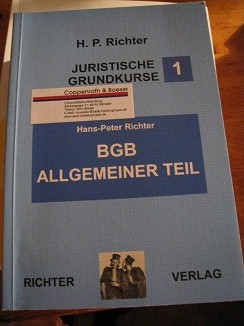 H. P. Richter
JURISTISCHE
GRUNDKURSE
1
Coppenrath & Boeser
Hans-Peter Richter
BGB
ALLGEMEINER TEIL
RICHTER
VERLAG